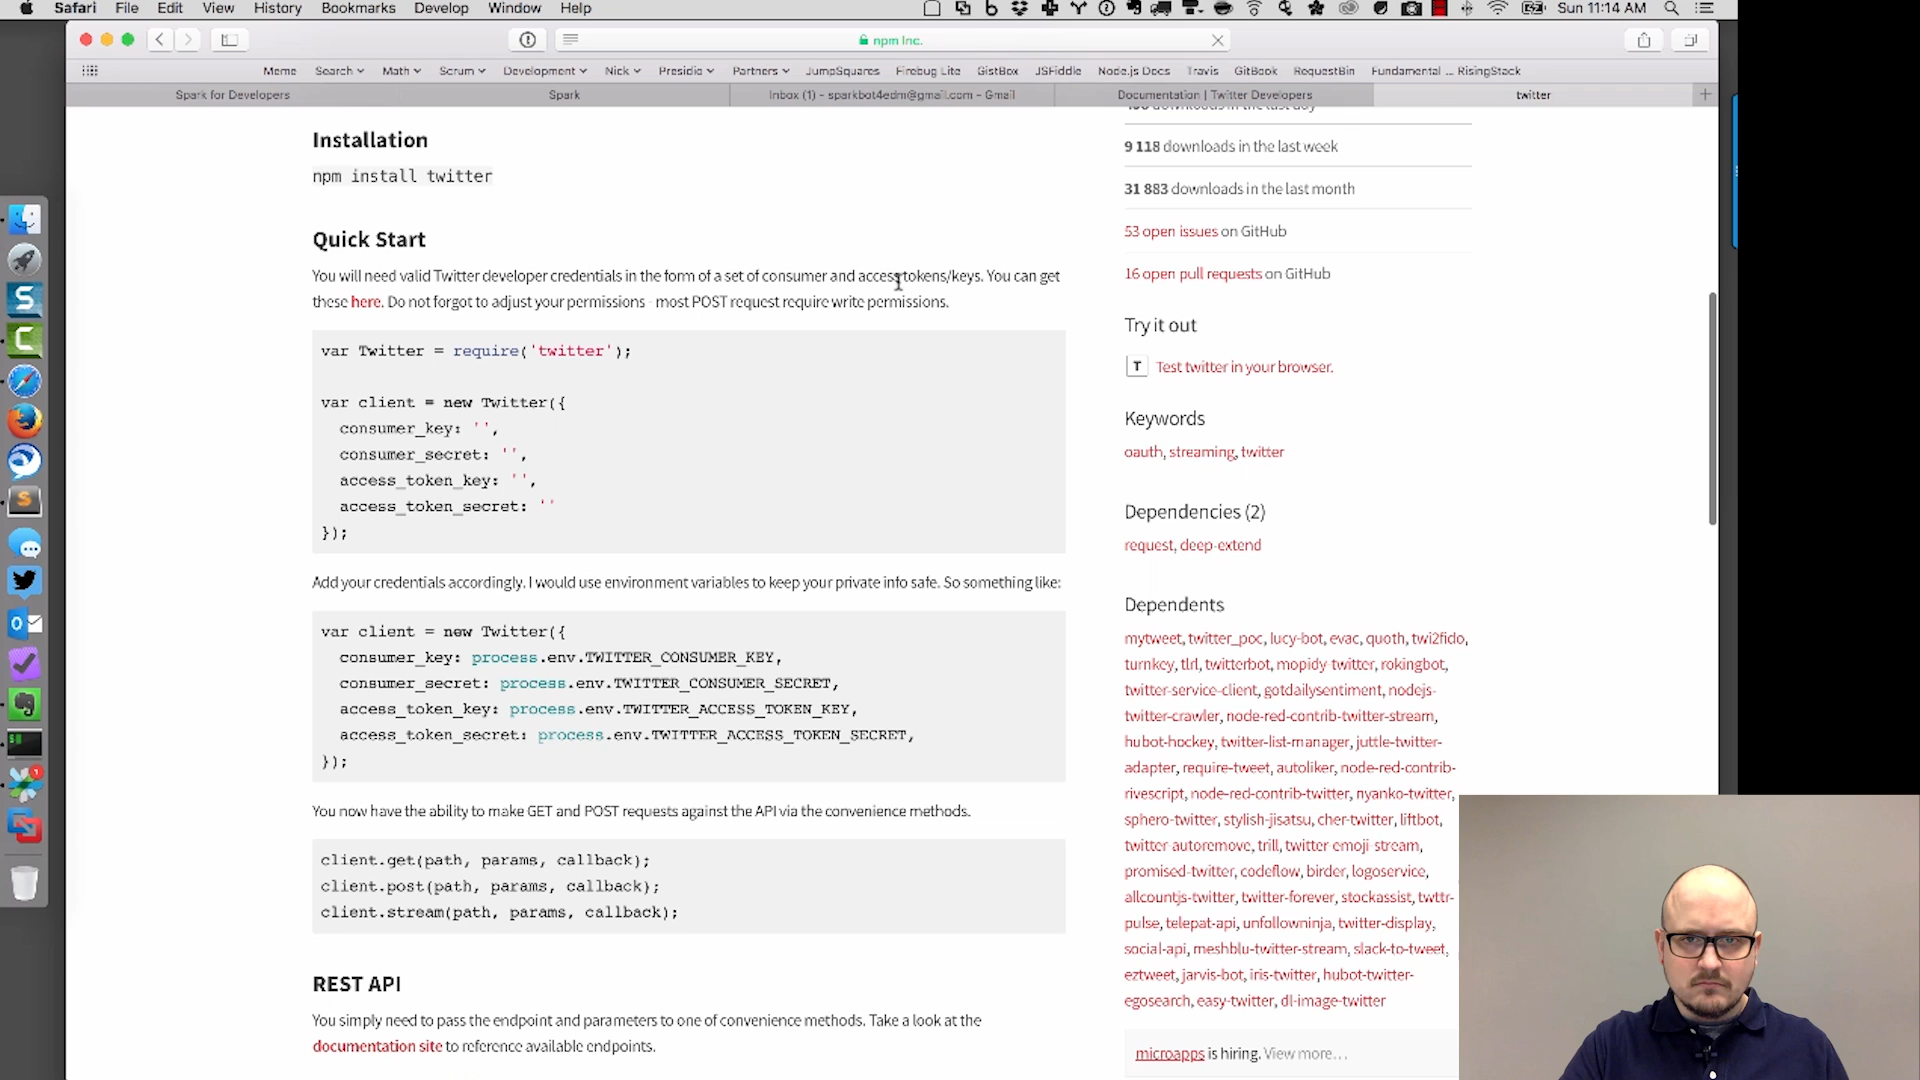 Safari File Edit View History Bookmarks Develop Window Help
Sun 11:14 AM
npm Inc.
Meme Search Math Scrum Development Nick Presidio Partners JumpSquares Firebug Lite GistBox JSFiddle Node.js Docs Travis GitBook RequestBin Fundamental ... RisingStack
Spark for Developers
Spark
Inbox (1) - sparkbot4edm@gmail.com - Gmail
Documentation | Twitter Developers
twitter
Installation
npm install twitter
Quick Start
You will need valid Twitter developer credentials in the form of a set of consumer and access tokens/keys. You can get
these here. Do not forgot to adjust your permissions - most POST request require write permissions.
var Twitter = require('twitter');
var client = new Twitter({
consumer_key: '',
consumer_secret: '',
access_token_key: '',
access_token_secret: ''
});
Add your credentials accordingly. I would use environment variables to keep your private info safe. So something like:
var client = new Twitter({
consumer_key: process.env.TWITTER_CONSUMER_KEY,
consumer_secret: process.env.TWITTER_CONSUMER_SECRET,
access_token_key: process.env.TWITTER_ACCESS_TOKEN_KEY,
access_token_secret: process.env.TWITTER_ACCESS_TOKEN_SECRET,
});
You now have the ability to make GET and POST requests against the API via the convenience methods.
client.get(path, params, callback);
client.post(path, params, callback);
client.stream(path, params, callback);
REST API
You simply need to pass the endpoint and parameters to one of convenience methods. Take a look at the
documentation site to reference available endpoints.
downloads in the last day
9 118 downloads in the last week
31 883 downloads in the last month
53 open issues on GitHub
16 open pull requests on GitHub
Try it out
T Test twitter in your browser.
Keywords
oauth, streaming, twitter
Dependencies (2)
request, deep-extend
Dependents
mytweet, twitter_poc, lucy-bot, evac, quoth, twi2fido,
turnkey, tlrl, twitterbot, mopidy-twitter, rokingbot,
twitter-service-client, gotdailysentiment, nodejs-
twitter-crawler, node-red-contrib-twitter-stream,
hubot-hockey, twitter-list-manager, juttle-twitter-
adapter, require-tweet, autoliker, node-red-contrib-
rivescript, node-red-contrib-twitter, nyanko-twitter,
sphero-twitter, stylish-jisatsu, cher-twitter, liftbot,
twitter-autoremove, trill, twitter-emoji-stream,
promised-twitter, codeflow, birder, logoservice,
allcountjs-twitter, twitter-forever, stockassist, twttr-
pulse, telepat-api, unfollowninja, twitter-display,
social-api, meshblu-twitter-stream, slack-to-tweet,
eztweet, jarvis-bot, iris-twitter, hubot-twitter-
egosearch, easy-twitter, dl-image-twitter
microapps is hiring. View more…